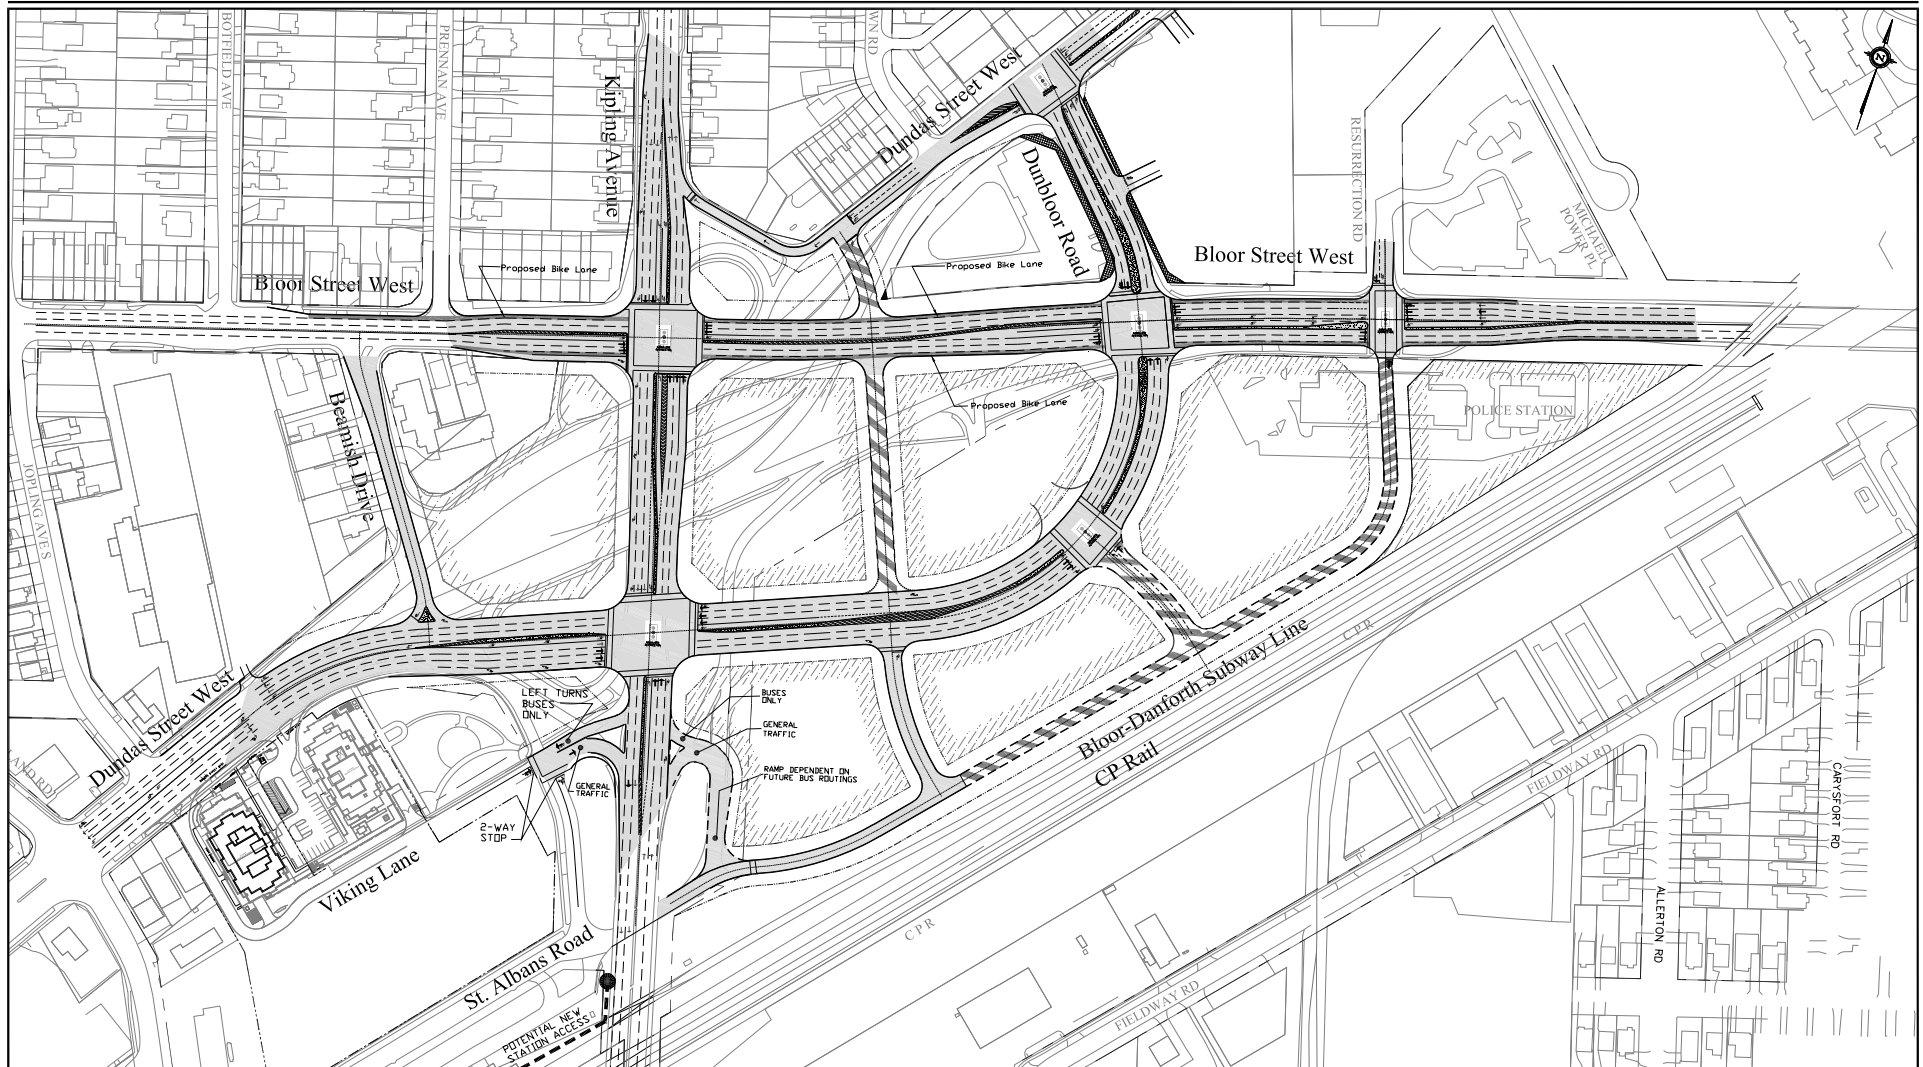 BOTFIELD AVE
PRENNAN AVE
Kipling Avenue
WN RD
Dundas Street West
Dunbloor Road
RESURRECTION RD
MICHAEL
POWER PL
N
Bloor Street West
Bloor Street West
Proposed Bike Lane
Proposed Bike Lane
Proposed Bike Lane
POLICE STATION
Beamish Drive
JOPLING AVE S
Dundas Street West
AND RD
LEFT TURNS
BUSES
ONLY
BUSES
ONLY
GENERAL
TRAFFIC
RAMP DEPENDENT ON
FUTURE BUS ROUTINGS
GENERAL
TRAFFIC
2-WAY
STOP
Viking Lane
Bloor-Danforth Subway Line
CP Rail
CPR
CPR
St. Albans Road
POTENTIAL NEW
STATION ACCESS
FIELDWAY RD
FIELDWAY RD
CARYSFORT RD
ALLERTON RD